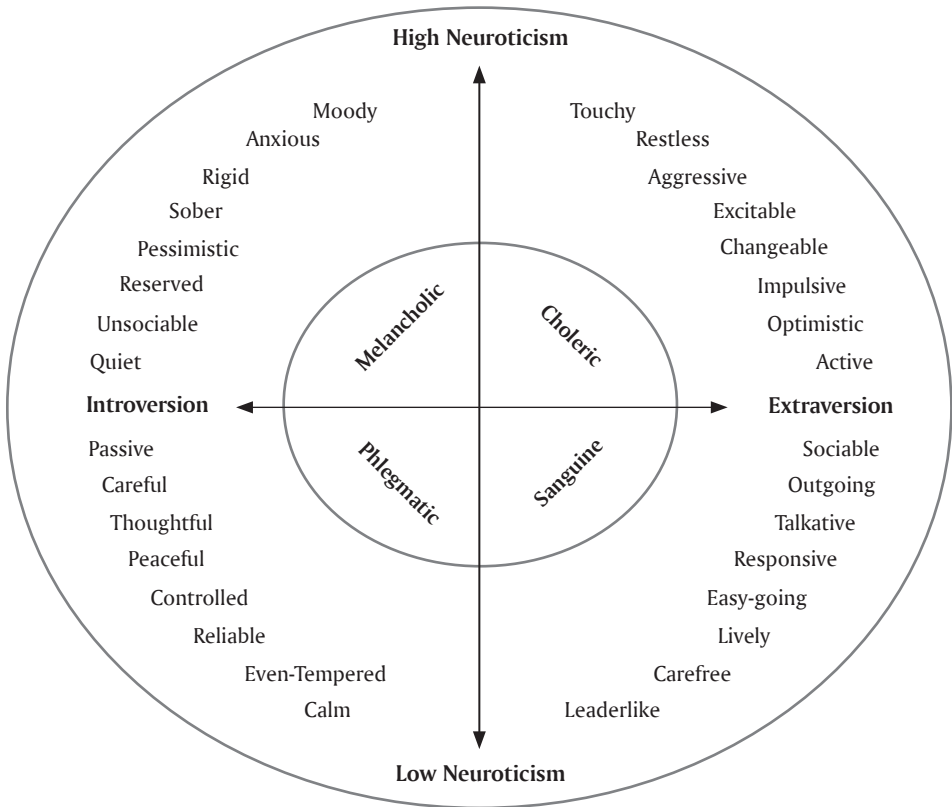 High Neuroticism
Moody
Touchy
Anxious
Restless
Rigid
Aggressive
Sober
Excitable
Pessimistic
Changeable
Reserved
Impulsive
Unsociable
Optimistic
Quiet
Active
Melancholic
Choleric
Introversion
Extraversion
Phlegmatic
Sanguine
Passive
Sociable
Careful
Outgoing
Thoughtful
Talkative
Peaceful
Responsive
Controlled
Easy-going
Reliable
Lively
Even-Tempered
Carefree
Calm
Leaderlike
Low Neuroticism